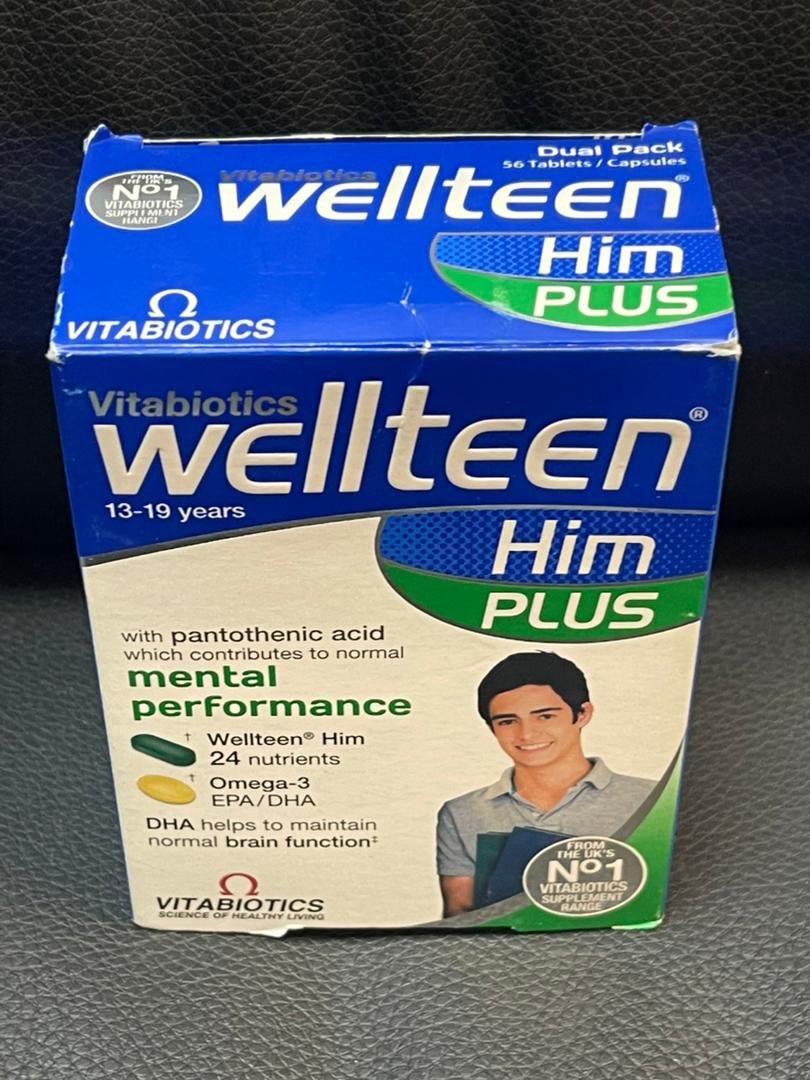 Dual Pack
56 Tablets / Capsules
FROM
THE UK'S
Nº1
VITABIOTICS
SUPPLEMENT
RANGE
Vitabiotics
wellteen®
Him
PLUS
VITABIOTICS
Vitabiotics
wellteen®
13-19 years
Him
PLUS
with pantothenic acid
which contributes to normal
mental
performance
† Wellteen® Him
24 nutrients
† Omega-3
EPA/DHA
DHA helps to maintain
normal brain function‡
VITABIOTICS
SCIENCE OF HEALTHY LIVING
FROM
THE UK'S
Nº1
VITABIOTICS
SUPPLEMENT
RANGE